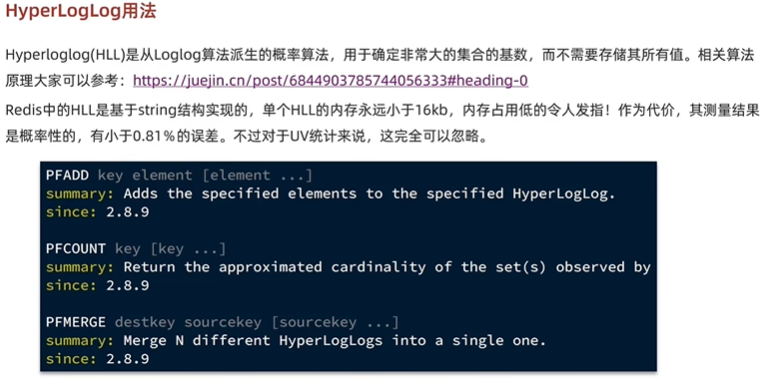 HyperLogLog用法
Hyperloglog(HLL)是从Loglog算法派生的概率算法，用于确定非常大的集合的基数，而不需要存储其所有值。相关算法
原理大家可以参考：https://juejin.cn/post/6844903785744056333#heading-0
Redis中的HLL是基于string结构实现的，单个HLL的内存永远小于16kb，内存占用低的令人发指！作为代价，其测量结果
是概率性的，有小于0.81％的误差。不过对于UV统计来说，这完全可以忽略。
PFADD key element [element ...]
summary: Adds the specified elements to the specified HyperLogLog.
since: 2.8.9
PFCOUNT key [key ...]
summary: Return the approximated cardinality of the set(s) observed by
since: 2.8.9
PFMERGE destkey sourcekey [sourcekey ...]
summary: Merge N different HyperLogLogs into a single one.
since: 2.8.9